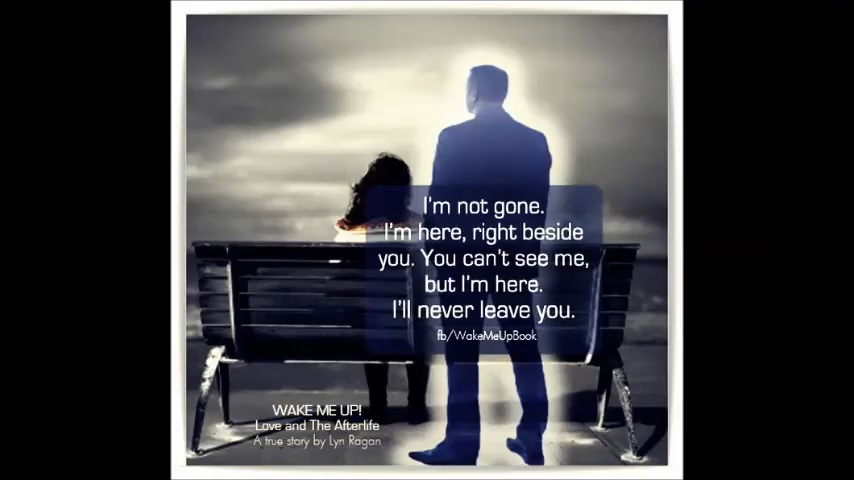 I'm not gone.
I'm here, right beside
you. You can't see me,
but I'm here.
I'll never leave you.
fb/WakeMeUpBook
WAKE ME UP!
Love and The Afterlife
A true story by Lyn Ragan